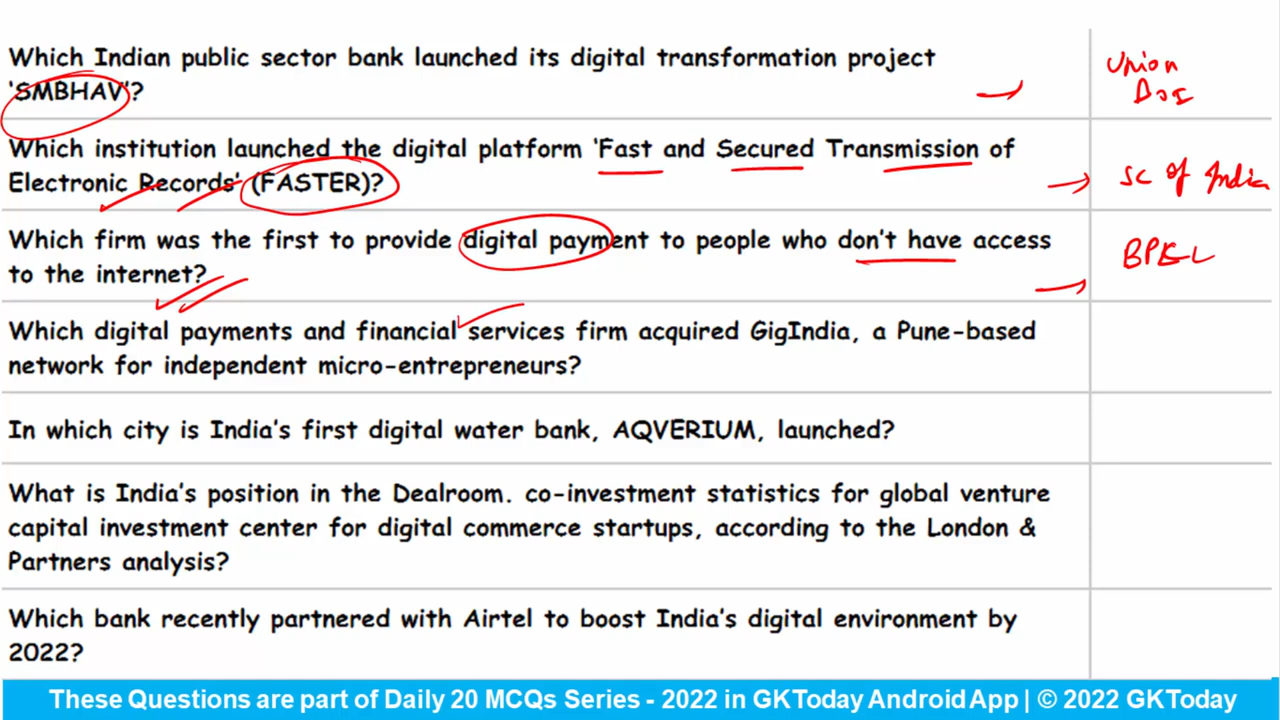 Which Indian public sector bank launched its digital transformation project
'SMBHAV'?
Union
BOI
Which institution launched the digital platform 'Fast and Secured Transmission of
Electronic Records' (FASTER)?
SC of India
Which firm was the first to provide digital payment to people who don't have access
to the internet?
BPCL
Which digital payments and financial services firm acquired GigIndia, a Pune-based
network for independent micro-entrepreneurs?
In which city is India's first digital water bank, AQVERIUM, launched?
What is India's position in the Dealroom. co-investment statistics for global venture
capital investment center for digital commerce startups, according to the London &
Partners analysis?
Which bank recently partnered with Airtel to boost India's digital environment by
2022?
These Questions are part of Daily 20 MCQs Series - 2022 in GKToday Android App | © 2022 GKToday